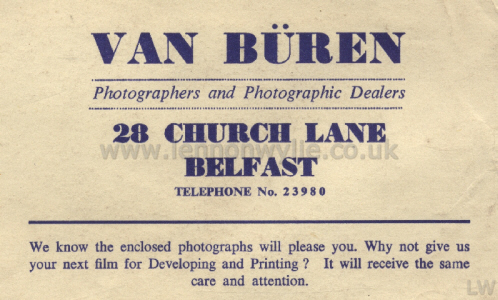 VAN BÜREN
Photographers and Photographic Dealers
28 CHURCH LANE
www.lennonwylie.co.uk
BELFAST
TELEPHONE No. 23980
We know the enclosed photographs will please you. Why not give us
your next film for Developing and Printing ? It will receive the same
care and attention.
LW